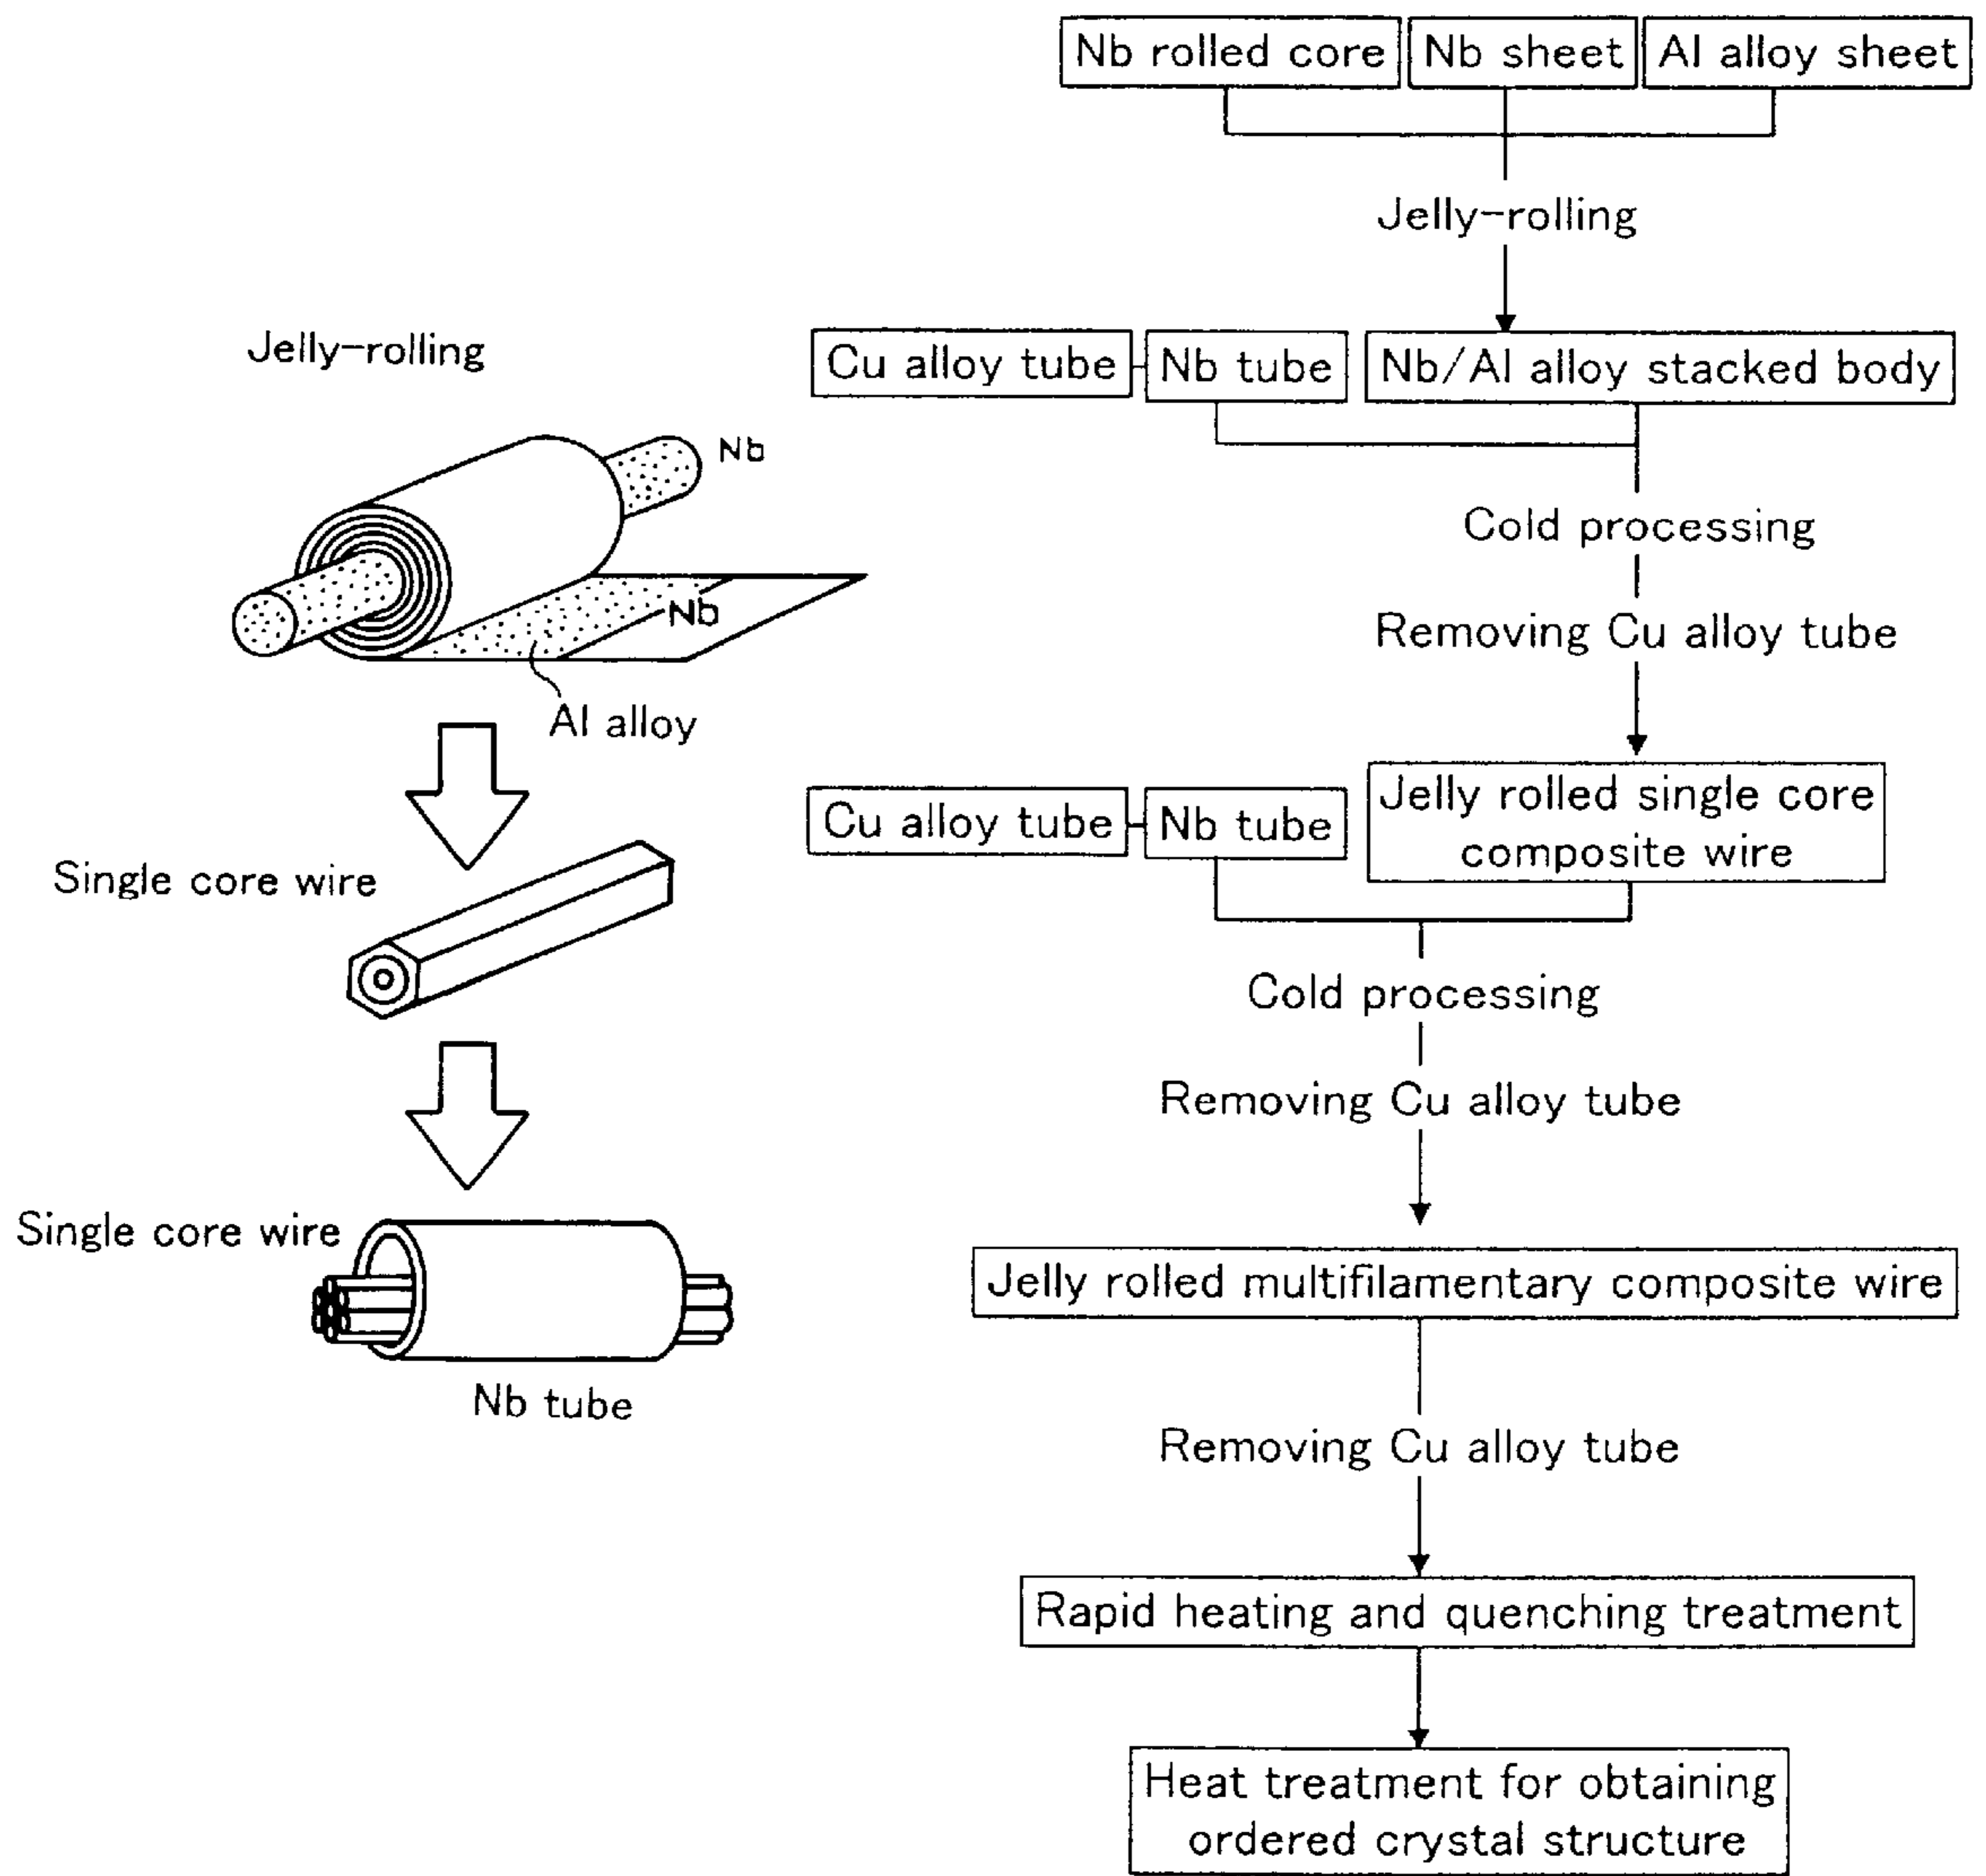 Nb rolled core
Nb sheet
Al alloy sheet
Jelly-rolling
Cu alloy tube
Nb tube
Nb/Al alloy stacked body
Cold processing
Removing Cu alloy tube
Cu alloy tube
Nb tube
Jelly rolled single core
composite wire
Cold processing
Removing Cu alloy tube
Jelly rolled multifilamentary composite wire
Removing Cu alloy tube
Rapid heating and quenching treatment
Heat treatment for obtaining
ordered crystal structure
Jelly-rolling
Nb
Nb
Al alloy
Single core wire
Single core wire
Nb tube